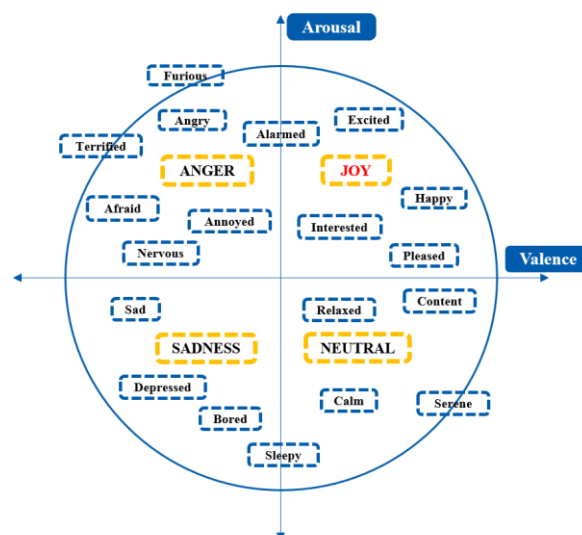 Arousal
Furious
Angry
Excited
Alarmed
Terrified
ANGER
JOY
Happy
Afraid
Annoyed
Interested
Nervous
Pleased
Valence
Content
Sad
Relaxed
SADNESS
NEUTRAL
Depressed
Calm
Serene
Bored
Sleepy